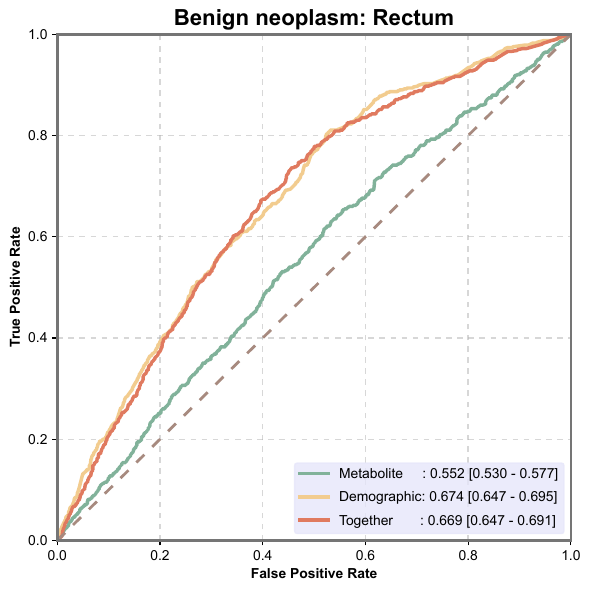 Benign neoplasm: Rectum
True Positive Rate
1.0
0.8
0.6
0.4
0.2
0.0
0.0 0.2 0.4 0.6 0.8 1.0
False Positive Rate
Metabolite : 0.552 [0.530 - 0.577]
Demographic: 0.674 [0.647 - 0.695]
Together : 0.669 [0.647 - 0.691]